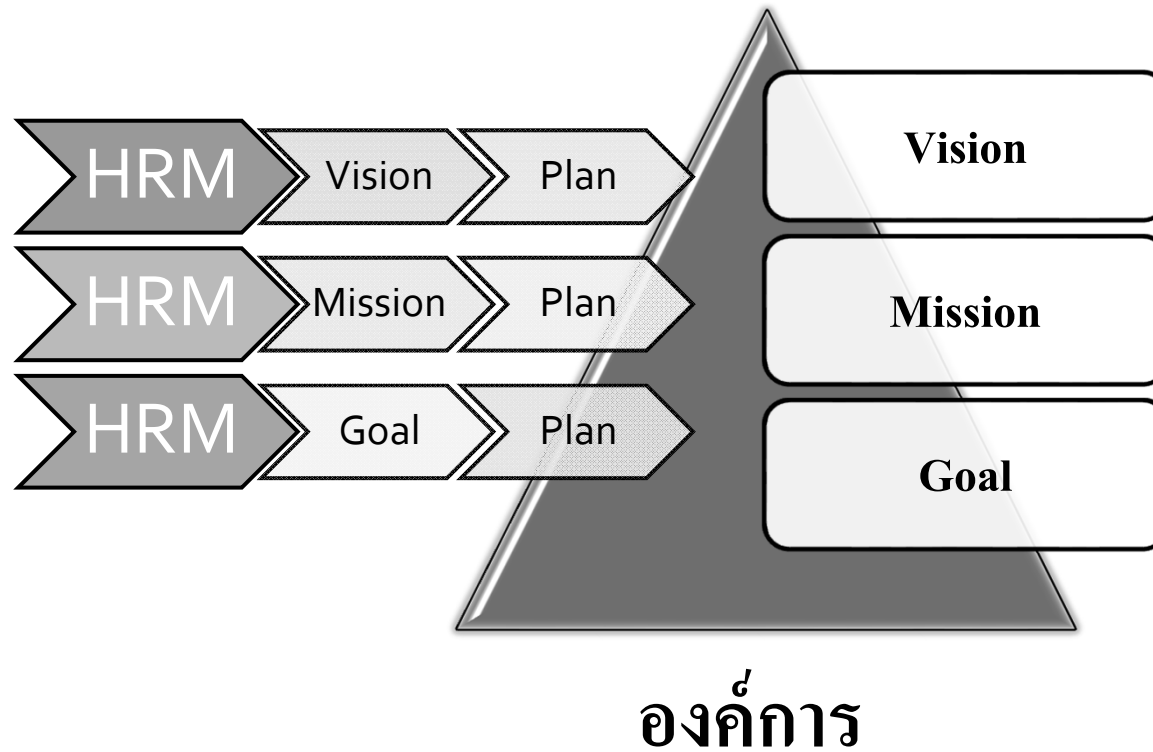 HRM Vision Plan
HRM Mission Plan
HRM Goal Plan
Vision
Mission
Goal
องค์การ